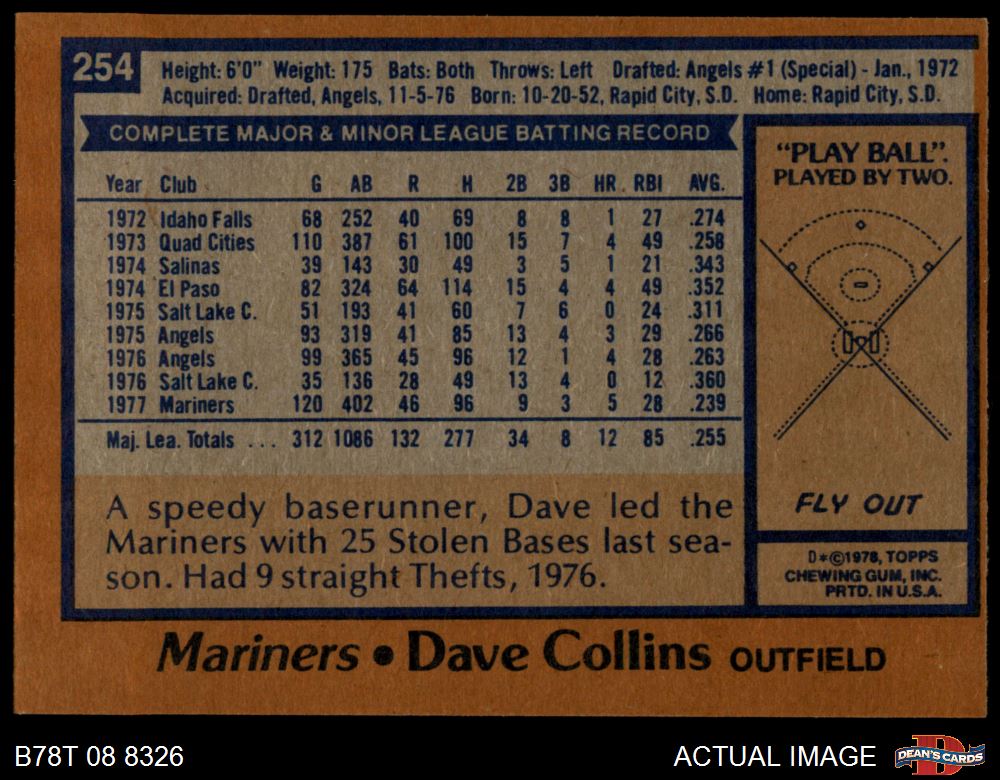 254
Height: 6'0" Weight: 175 Bats: Both Throws: Left Drafted: Angels #1 (Special) - Jan., 1972
Acquired: Drafted, Angels, 11-5-76 Born: 10-20-52, Rapid City, S.D. Home: Rapid City, S.D.
COMPLETE MAJOR & MINOR LEAGUE BATTING RECORD
Year Club G AB R H 2B 3B HR RBI AVG.
1972 Idaho Falls 68 252 40 69 8 8 1 27 .274
1973 Quad Cities 110 387 61 100 15 7 4 49 .258
1974 Salinas 39 143 30 49 3 5 1 21 .343
1974 El Paso 82 324 64 114 15 4 4 49 .352
1975 Salt Lake C. 51 193 41 60 7 6 0 24 .311
1975 Angels 93 319 41 85 13 4 3 29 .266
1976 Angels 99 365 45 96 12 1 4 28 .263
1976 Salt Lake C. 35 136 28 49 13 4 0 12 .360
1977 Mariners 120 402 46 96 9 3 5 28 .239
Maj. Lea. Totals ... 312 1086 132 277 34 8 12 85 .255
A speedy baserunner, Dave led the
Mariners with 25 Stolen Bases last sea-
son. Had 9 straight Thefts, 1976.
"PLAY BALL".
PLAYED BY TWO.
FLY OUT
D*©1978, TOPPS
CHEWING GUM, INC.
PRTD. IN U.S.A.
Mariners • Dave Collins OUTFIELD
B78T 08 8326
ACTUAL IMAGE
D
DEAN'S CARDS